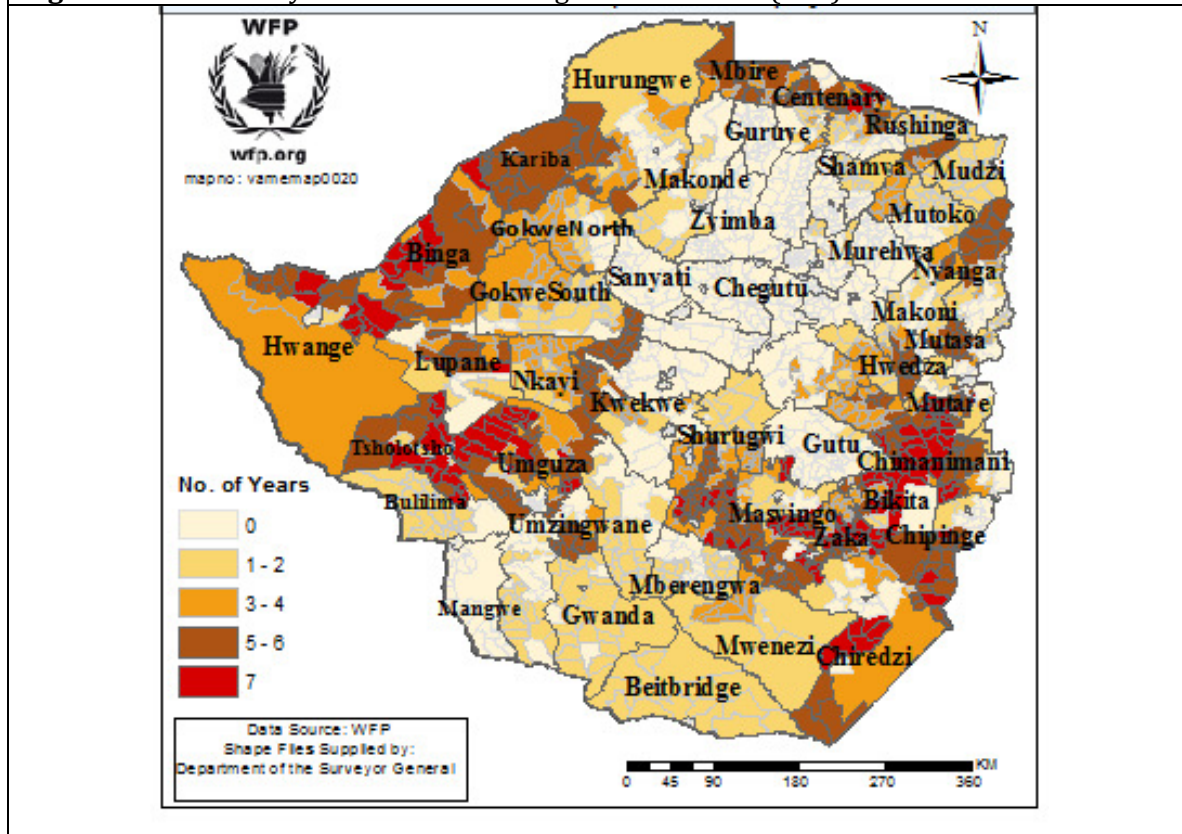 WFP
wfp.org
map no: vamemap0020
N
Hurungwe
Mbire
Centenary
Guruve
Rushinga
Kariba
Makonde
Shamva
Mudzi
Zvimba
Mutoko
GokweNorth
Murehwa
Binga
Nyanga
Sanyati
Chegutu
GokweSouth
Makoni
Hwange
Mutasa
Lupane
Hwedza
Nkayi
Kwekwe
Mutare
Shurugwi
Gutu
Tsholotsho
Umguza
Chimanimani
Bulilima
Bikita
Umzingwane
Masvingo
Zaka
Chipinge
Mberengwa
Mangwe
Gwanda
Mwenezi
Chiredzi
Beitbridge
No. of Years
0
1 - 2
3 - 4
5 - 6
7
Data Source: WFP
Shape Files Supplied by:
Department of the Surveyor General
KM
0 45 90 180 270 360